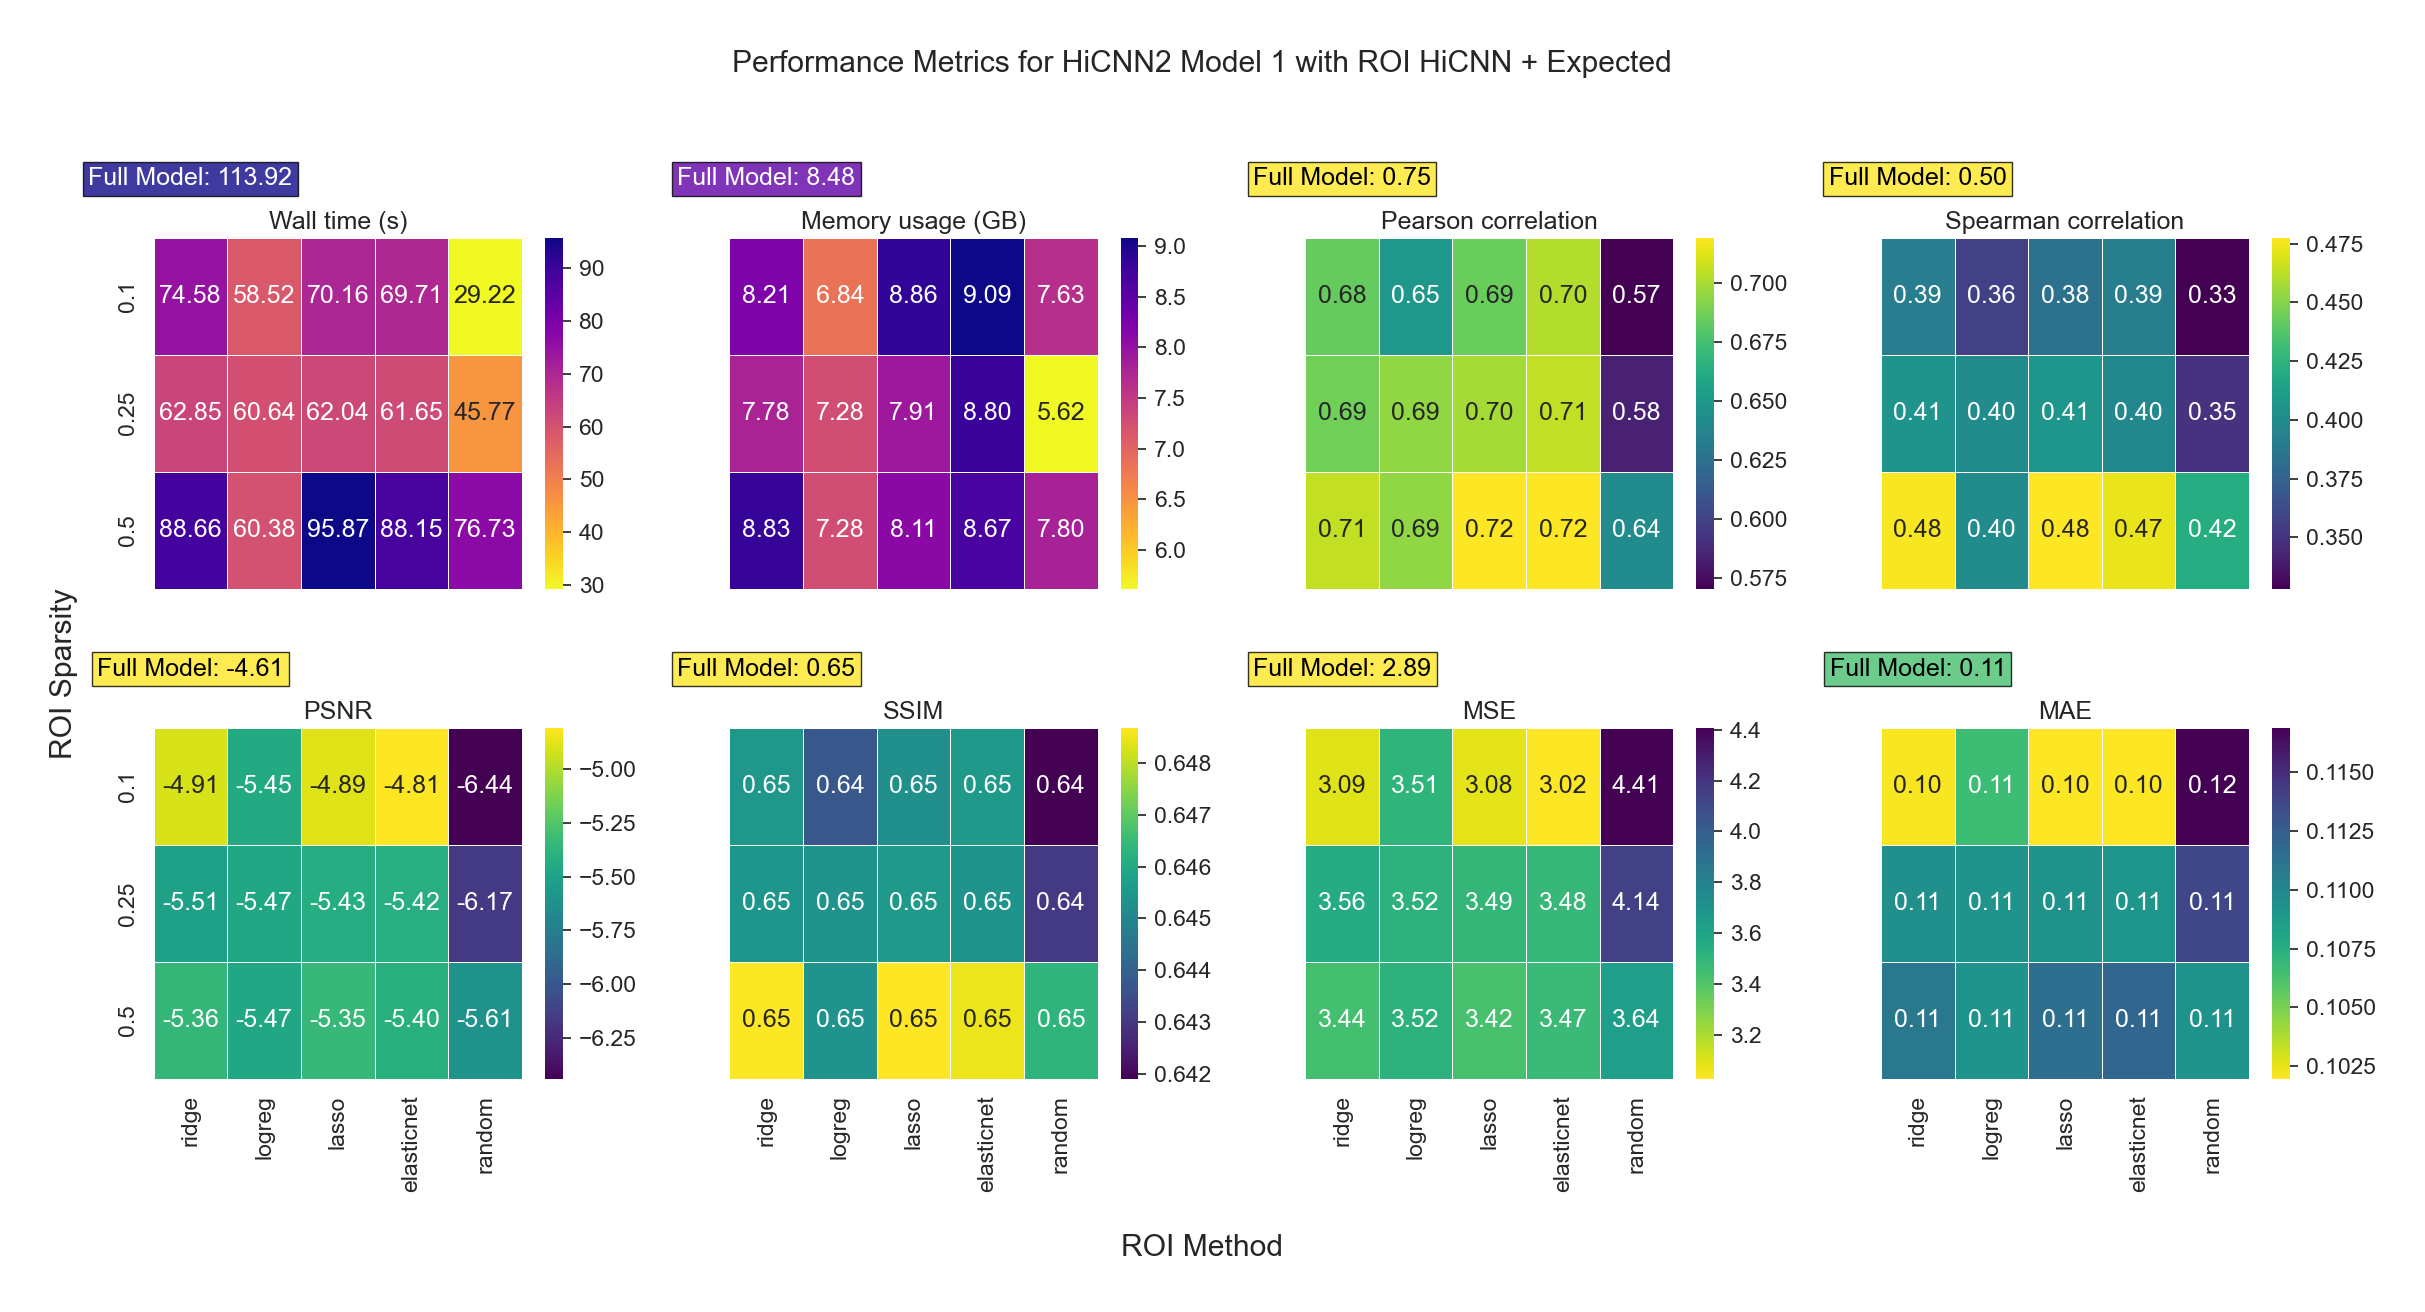 Performance Metrics for HiCNN2 Model 1 with ROI HiCNN + Expected
Full Model: 113.92
Wall time (s)
74.58 58.52 70.16 69.71 29.22
62.85 60.64 62.04 61.65 45.77
88.66 60.38 95.87 88.15 76.73
0.1
0.25
0.5
90
80
70
60
50
40
30
Full Model: 8.48
Memory usage (GB)
8.21 6.84 8.86 9.09 7.63
7.78 7.28 7.91 8.80 5.62
8.83 7.28 8.11 8.67 7.80
9.0
8.5
8.0
7.5
7.0
6.5
6.0
Full Model: 0.75
Pearson correlation
0.68 0.65 0.69 0.70 0.57
0.69 0.69 0.70 0.71 0.58
0.71 0.69 0.72 0.72 0.64
0.700
0.675
0.650
0.625
0.600
0.575
Full Model: 0.50
Spearman correlation
0.39 0.36 0.38 0.39 0.33
0.41 0.40 0.41 0.40 0.35
0.48 0.40 0.48 0.47 0.42
0.475
0.450
0.425
0.400
0.375
0.350
ROI Sparsity
Full Model: -4.61
PSNR
-4.91 -5.45 -4.89 -4.81 -6.44
-5.51 -5.47 -5.43 -5.42 -6.17
-5.36 -5.47 -5.35 -5.40 -5.61
0.1
0.25
0.5
ridge
logreg
lasso
elasticnet
random
−5.00
−5.25
−5.50
−5.75
−6.00
−6.25
Full Model: 0.65
SSIM
0.65 0.64 0.65 0.65 0.64
0.65 0.65 0.65 0.65 0.64
0.65 0.65 0.65 0.65 0.65
ridge
logreg
lasso
elasticnet
random
0.648
0.647
0.646
0.645
0.644
0.643
0.642
Full Model: 2.89
MSE
3.09 3.51 3.08 3.02 4.41
3.56 3.52 3.49 3.48 4.14
3.44 3.52 3.42 3.47 3.64
ridge
logreg
lasso
elasticnet
random
4.4
4.2
4.0
3.8
3.6
3.4
3.2
Full Model: 0.11
MAE
0.10 0.11 0.10 0.10 0.12
0.11 0.11 0.11 0.11 0.11
0.11 0.11 0.11 0.11 0.11
ridge
logreg
lasso
elasticnet
random
0.1150
0.1125
0.1100
0.1075
0.1050
0.1025
ROI Method